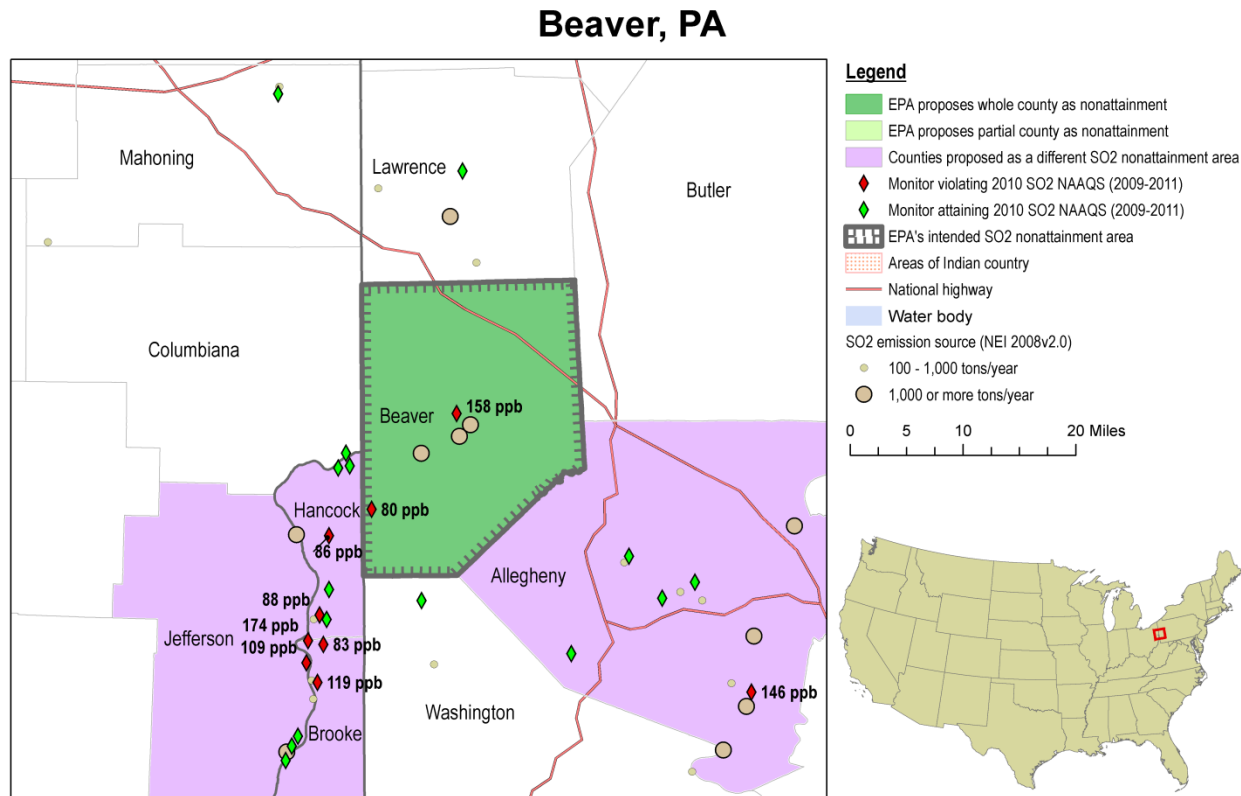 Beaver, PA
Mahoning
Lawrence
Butler
Columbiana
Beaver
158 ppb
Hancock
80 ppb
86 ppb
Allegheny
88 ppb
174 ppb
Jefferson
83 ppb
109 ppb
119 ppb
146 ppb
Washington
Brooke
Legend
EPA proposes whole county as nonattainment
EPA proposes partial county as nonattainment
Counties proposed as a different SO2 nonattainment area
Monitor violating 2010 SO2 NAAQS (2009-2011)
Monitor attaining 2010 SO2 NAAQS (2009-2011)
EPA's intended SO2 nonattainment area
Areas of Indian country
National highway
Water body
SO2 emission source (NEI 2008v2.0)
100 - 1,000 tons/year
1,000 or more tons/year
0 5 10 20 Miles